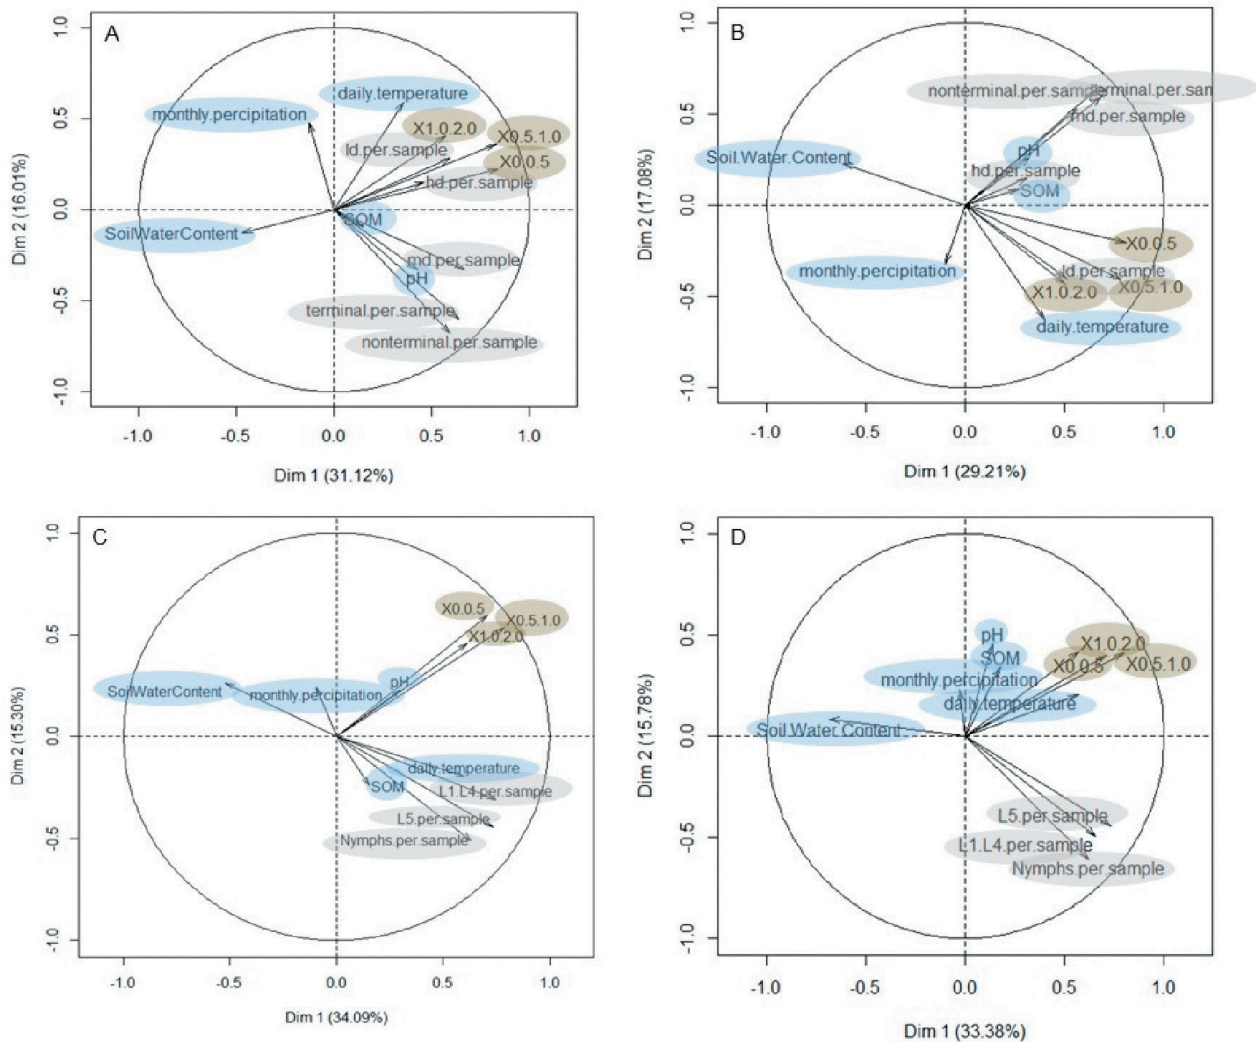 A
1.0
0.5
0.0
-0.5
-1.0
Dim 2 (16.01%)
daily.temperature
monthly.percipitation
X1.0.2.0
X0.5.1.0
ld.per.sample
X0.0.5
hd.per.sample
SOM
SoilWaterContent
md.per.sample
pH
terminal.per.sample
nonterminal.per.sample
-1.0 -0.5 0.0 0.5 1.0
Dim 1 (31.12%)
B
1.0
0.5
0.0
-0.5
-1.0
Dim 2 (17.08%)
nonterminal.per.sample
terminal.per.sam
md.per.sample
pH
Soil.Water.Content
hd.per.sample
SOM
X0.0.5
monthly.percipitation
ld.per.sample
X1.0.2.0
X0.5.1.0
daily.temperature
-1.0 -0.5 0.0 0.5 1.0
Dim 1 (29.21%)
C
1.0
0.5
0.0
-0.5
-1.0
Dim 2 (15.30%)
X0.0.5
X0.5.1.0
X1.0.2.0
pH
SoilWaterContent
monthly.percipitation
daily.temperature
SOM
L1.L4.per.sample
L5.per.sample
Nymphs.per.sample
-1.0 -0.5 0.0 0.5 1.0
Dim 1 (34.09%)
D
1.0
0.5
0.0
-0.5
-1.0
Dim 2 (15.78%)
pH
X1.0.2.0
SOM
X0.0.5
X0.5.1.0
monthly.percipitation
daily.temperature
Soil.Water.Content
L5.per.sample
L1.L4.per.sample
Nymphs.per.sample
-1.0 -0.5 0.0 0.5 1.0
Dim 1 (33.38%)